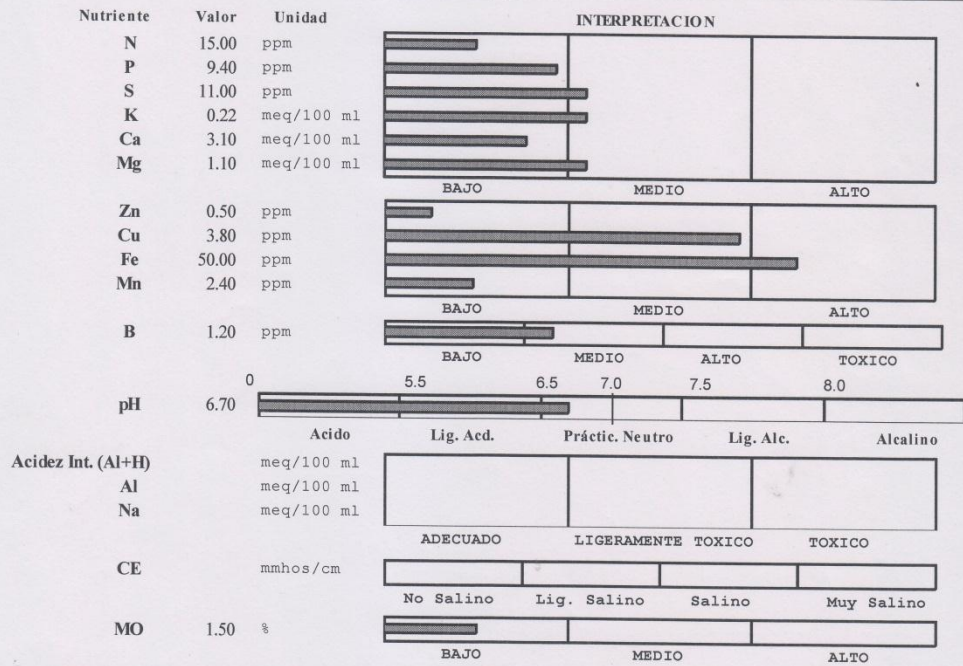 Nutriente Valor Unidad INTERPRETACION
N 15.00 ppm
P 9.40 ppm
S 11.00 ppm
K 0.22 meq/100 ml
Ca 3.10 meq/100 ml
Mg 1.10 meq/100 ml
BAJO MEDIO ALTO
Zn 0.50 ppm
Cu 3.80 ppm
Fe 50.00 ppm
Mn 2.40 ppm
BAJO MEDIO ALTO
B 1.20 ppm
BAJO MEDIO ALTO TOXICO
0 5.5 6.5 7.0 7.5 8.0
pH 6.70
Acido Lig. Acd. Práctic. Neutro Lig. Alc. Alcalino
Acidez Int. (Al+H) meq/100 ml
Al meq/100 ml
Na meq/100 ml
ADECUADO LIGERAMENTE TOXICO TOXICO
CE mmhos/cm
No Salino Lig. Salino Salino Muy Salino
MO 1.50 %
BAJO MEDIO ALTO